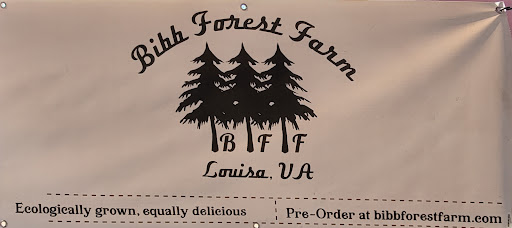 Bibb Forest Farm
B F F
Louisa, VA
Ecologically grown, equally delicious
Pre-Order at bibbforestfarm.com